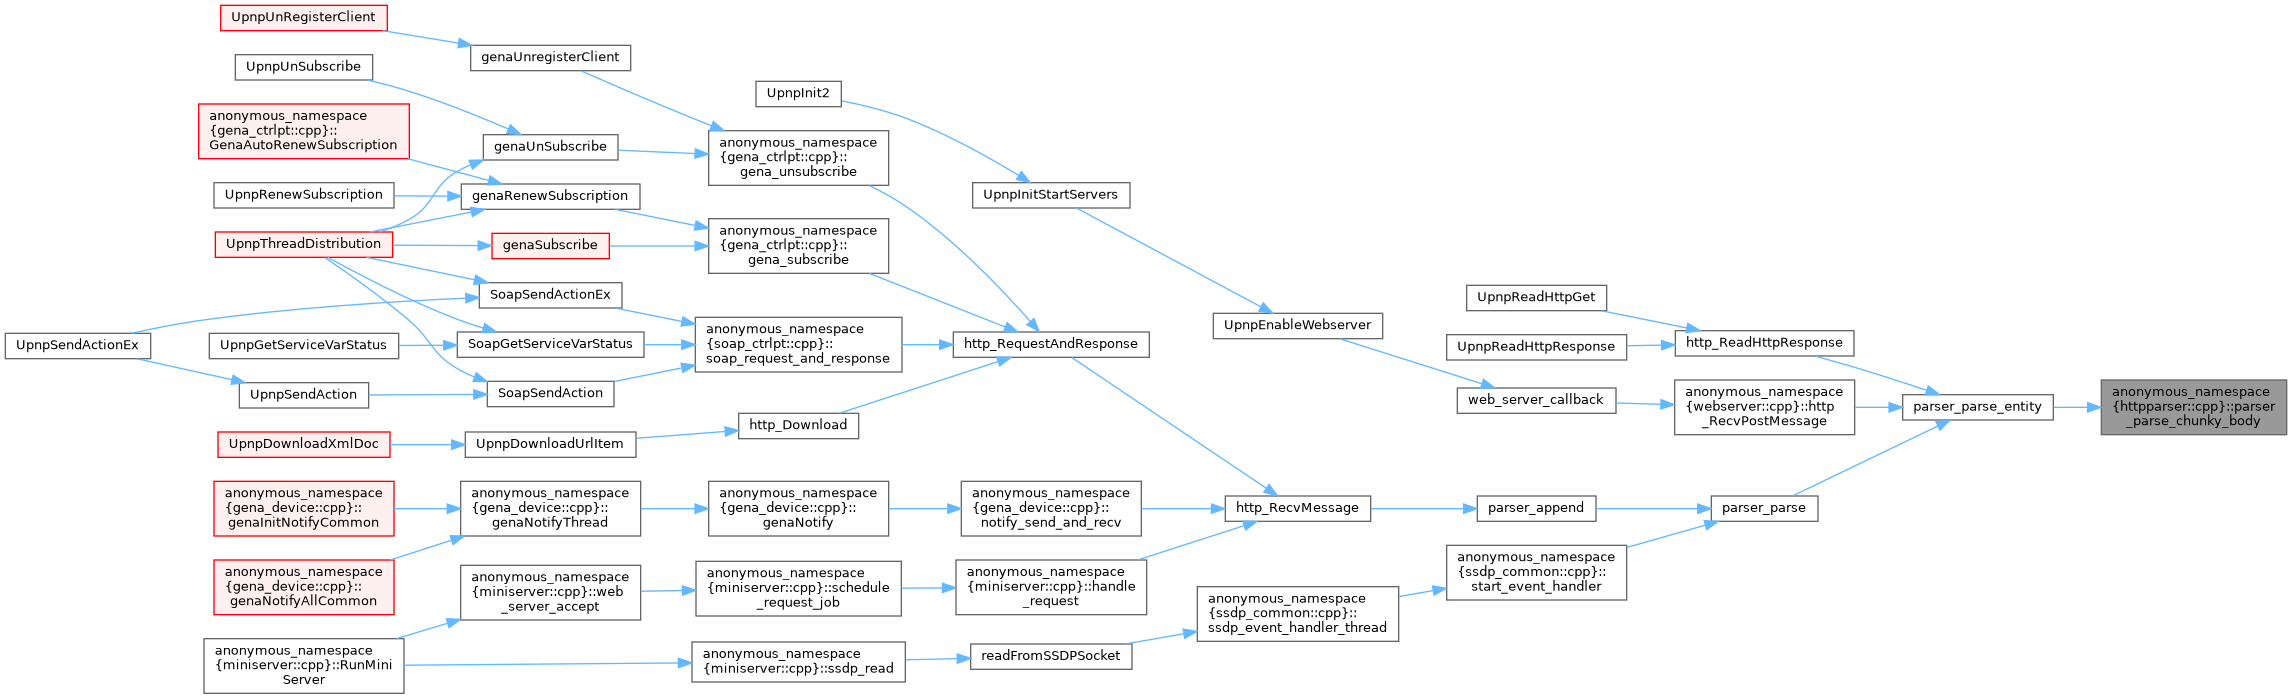 UpnpUnRegisterClient
genaUnregisterClient
UpnpUnSubscribe
UpnpInit2
anonymous_namespace
{gena_ctrlpt::cpp}::
GenaAutoRenewSubscription
genaUnSubscribe
anonymous_namespace
{gena_ctrlpt::cpp}::
gena_unsubscribe
UpnpRenewSubscription
genaRenewSubscription
UpnpInitStartServers
UpnpThreadDistribution
genaSubscribe
anonymous_namespace
{gena_ctrlpt::cpp}::
gena_subscribe
SoapSendActionEx
UpnpReadHttpGet
UpnpEnableWebserver
UpnpSendActionEx
UpnpGetServiceVarStatus
SoapGetServiceVarStatus
anonymous_namespace
{soap_ctrlpt::cpp}::
soap_request_and_response
http_RequestAndResponse
UpnpReadHttpResponse
http_ReadHttpResponse
UpnpSendAction
SoapSendAction
web_server_callback
anonymous_namespace
{webserver::cpp}::http
_RecvPostMessage
parser_parse_entity
anonymous_namespace
{httpparser::cpp}::parser
_parse_chunky_body
http_Download
UpnpDownloadXmlDoc
UpnpDownloadUrlItem
anonymous_namespace
{gena_device::cpp}::
genaInitNotifyCommon
anonymous_namespace
{gena_device::cpp}::
genaNotifyThread
anonymous_namespace
{gena_device::cpp}::
genaNotify
anonymous_namespace
{gena_device::cpp}::
notify_send_and_recv
http_RecvMessage
parser_append
parser_parse
anonymous_namespace
{gena_device::cpp}::
genaNotifyAllCommon
anonymous_namespace
{miniserver::cpp}::web
_server_accept
anonymous_namespace
{miniserver::cpp}::schedule
_request_job
anonymous_namespace
{miniserver::cpp}::handle
_request
anonymous_namespace
{ssdp_common::cpp}::
start_event_handler
anonymous_namespace
{ssdp_common::cpp}::
ssdp_event_handler_thread
anonymous_namespace
{miniserver::cpp}::RunMini
Server
anonymous_namespace
{miniserver::cpp}::ssdp_read
readFromSSDPSocket